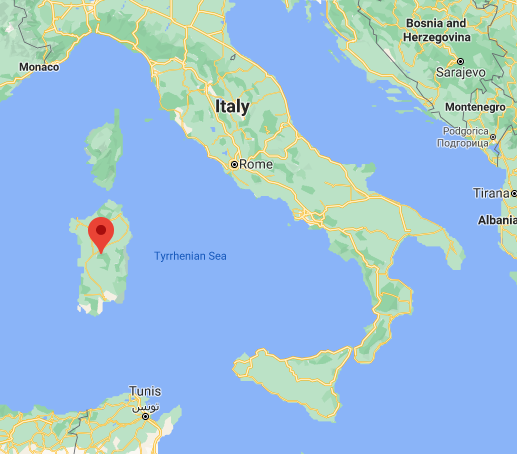 Bosnia and
Herzegovina
Monaco
Sarajevo
Italy
Montenegro
Podgorica
Подгорица
Rome
Tirana
Albania
Tyrrhenian Sea
Tunis
تونس